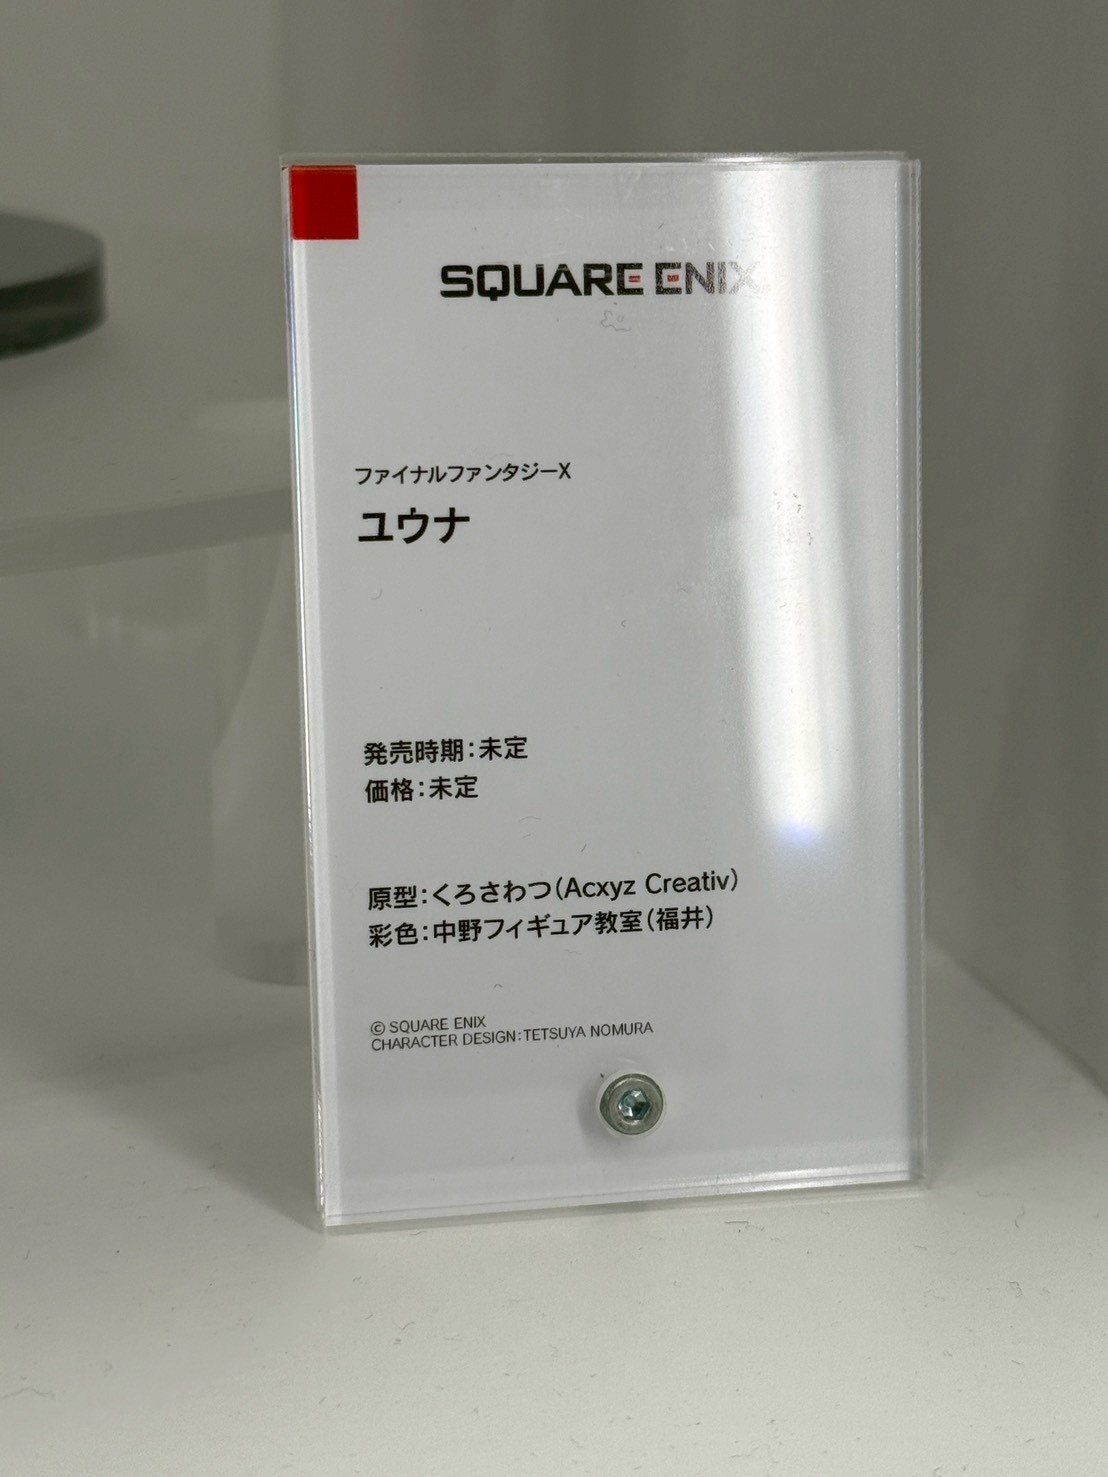 SQUARE ENIX
ファイナルファンタジーX
ユウナ
発売時期：未定
価格：未定
原型：くろさわつ（Acxyz Creativ）
彩色：中野フィギュア教室（福井）
© SQUARE ENIX
CHARACTER DESIGN：TETSUYA NOMURA